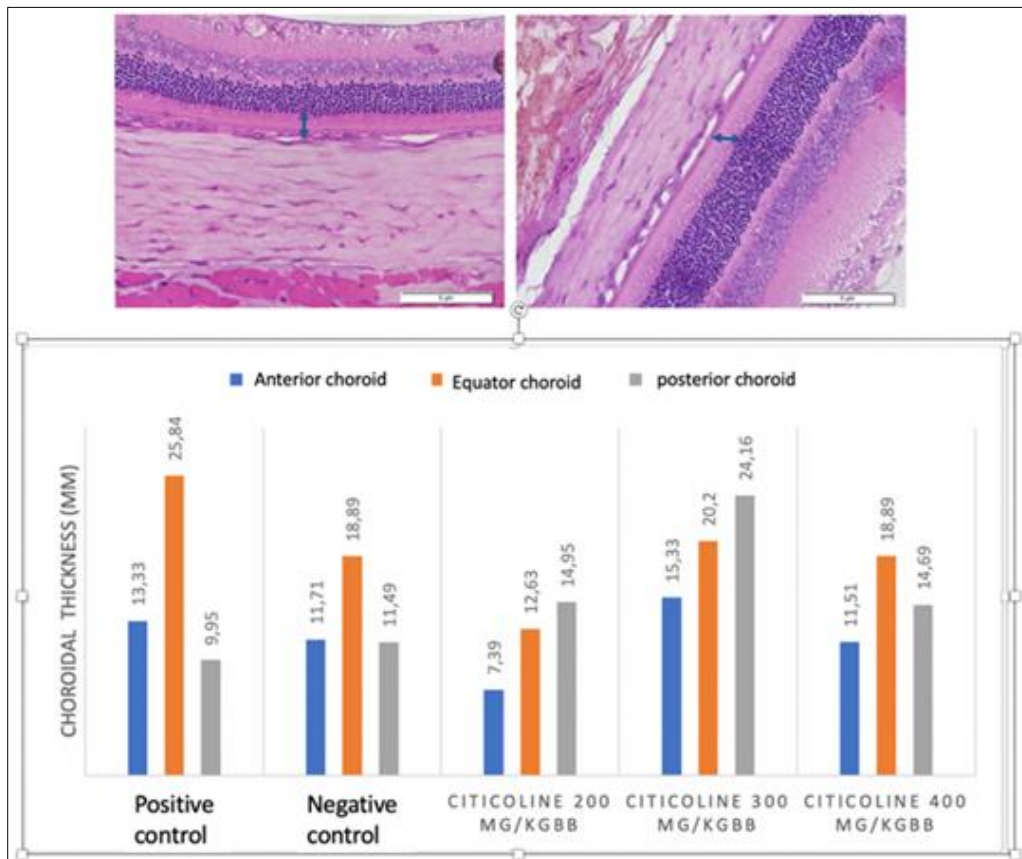 Anterior choroid
Equator choroid
posterior choroid
CHOROIDAL THICKNESS (MM)
13,33
25,84
9,95
11,71
18,89
11,49
7,39
12,63
14,95
15,33
20,2
24,16
11,51
18,89
14,69
Positive
control
Negative
control
CITICOLINE 200
MG/KGBB
CITICOLINE 300
MG/KGBB
CITICOLINE 400
MG/KGBB